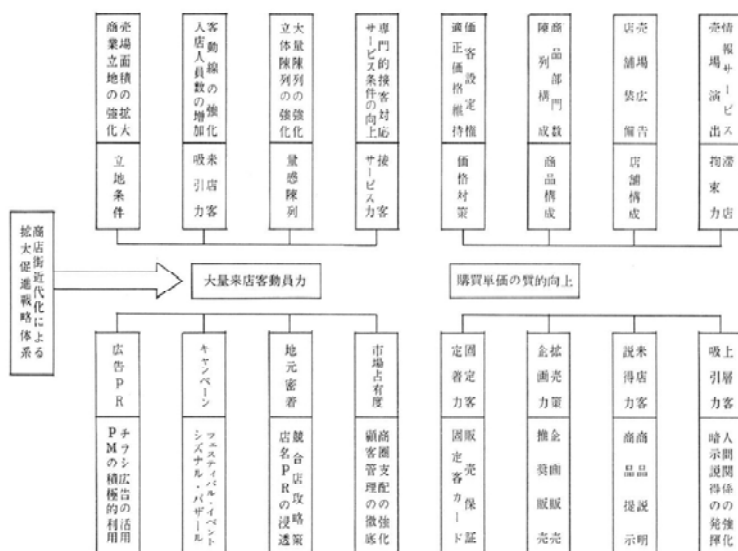 商店街近代化による
拡大促進戦略体系
売場面積の拡大
商業立地の強化
立地条件
客動線の強化
入店人員数の増加
来店客
吸引力
大量陳列の強化
立体陳列の強化
量感陳列
専門的接客対応
サービス条件の向上
接客
サービス力
価客設定権
適正価格維持
価格対策
商品部門数
陳列構成
商品構成
売場広告
店舗装備
店舗構成
情報サービス
売場演出
滞店
拘束力
大量来店客動員力
購買単価の質的向上
広告PR
チラシ広告の活用
PMの積極的利用
キャンペーン
フェスティバル・イベント
シズナル・バザール
地元密着
競合店攻略策
店名PRの浸透
市場占有度
商圏支配の強化
顧客管理の徹底
固定客
定着力
販売保証
固定客カード
拡売策
企画力
企画販売
推奨販売
来店客
説得力
商品説明
商品提示
上層客
吸引力
人間関係の強化
暗示説得の発揮